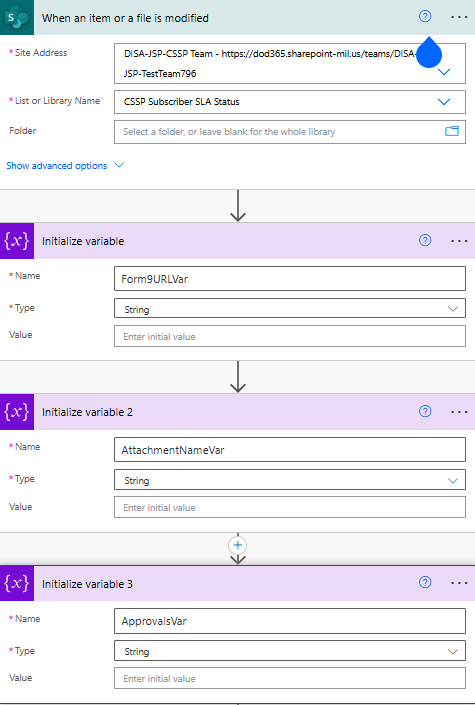 When an item or a file is modified
* Site Address
DISA-JSP-CSSP Team - https://dod365.sharepoint-mil.us/teams/DISA-
JSP-TestTeam796
* List or Library Name
CSSP Subscriber SLA Status
Folder
Select a folder, or leave blank for the whole library
Show advanced options
{x} Initialize variable
* Name
Form9URLVar
* Type
String
Value
Enter initial value
{x} Initialize variable 2
* Name
AttachmentNameVar
* Type
String
Value
Enter initial value
{x} Initialize variable 3
* Name
ApprovalsVar
* Type
String
Value
Enter initial value